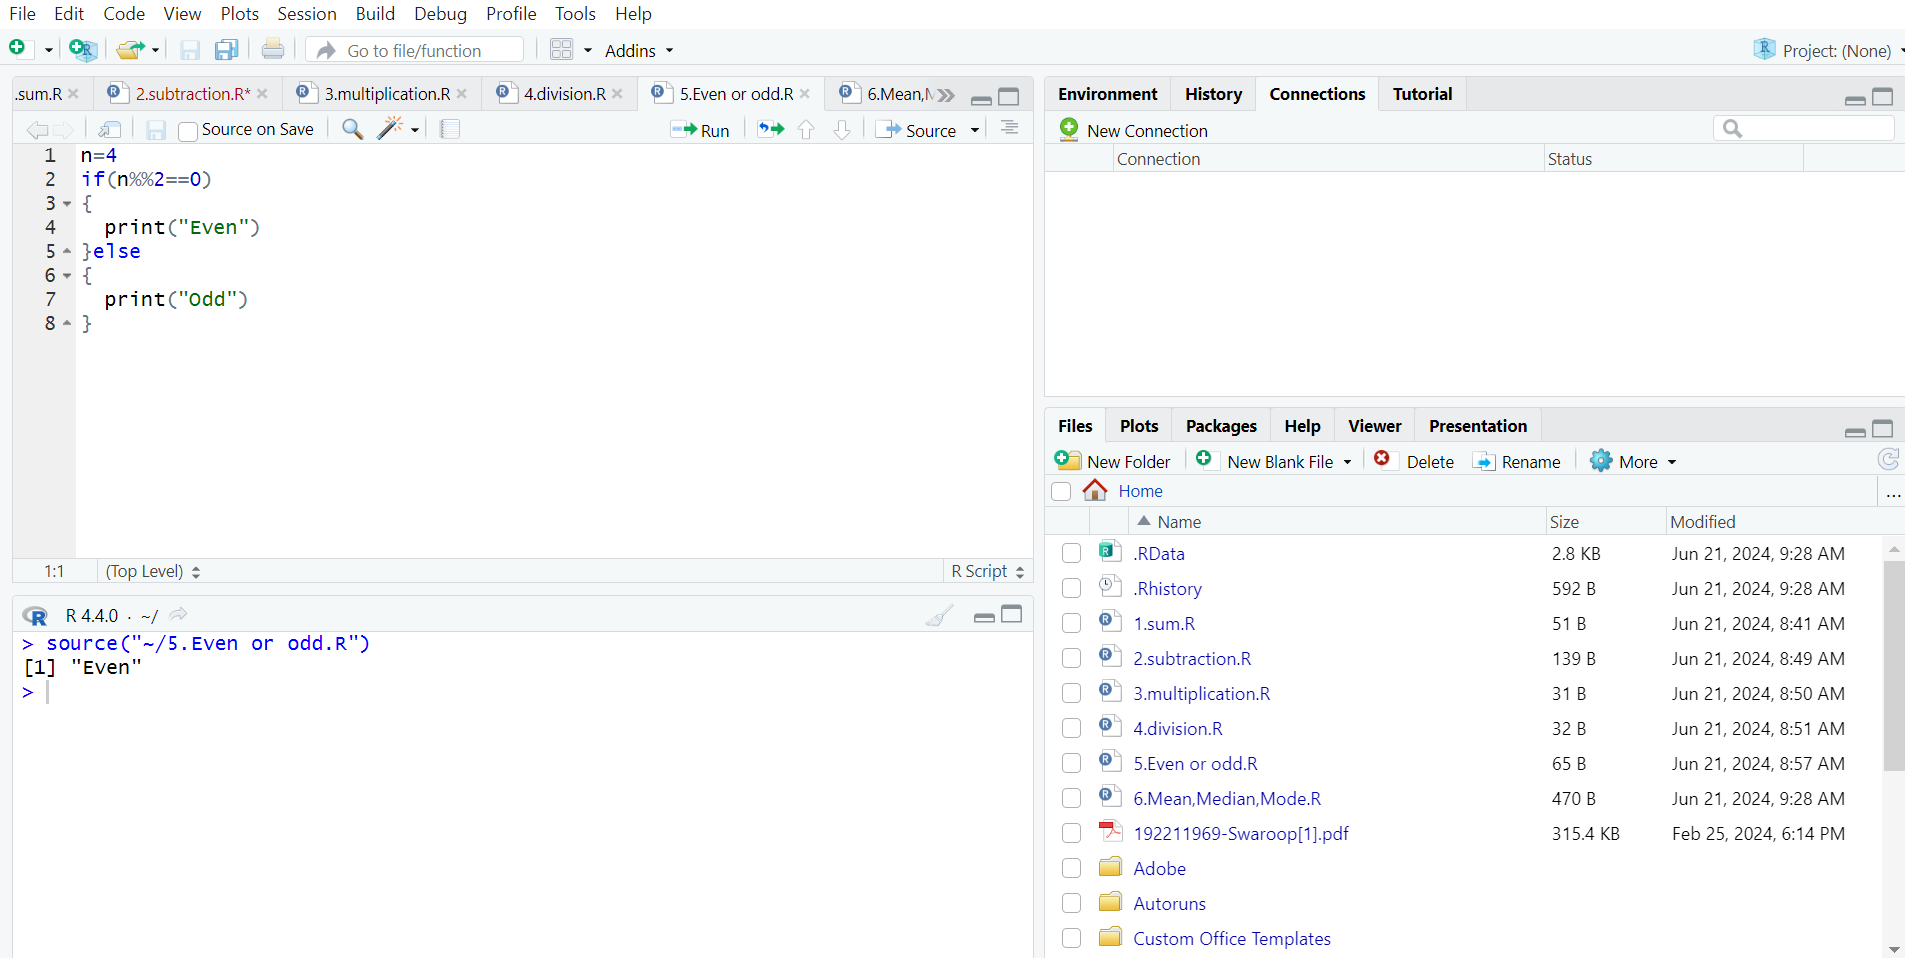 File Edit Code View Plots Session Build Debug Profile Tools Help
Go to file/function Addins Project: (None)
.sum.R 2.subtraction.R* 3.multiplication.R 4.division.R 5.Even or odd.R 6.Mean,
Source on Save Run Source
1 n=4
2 if(n%%2==0)
3 {
4 print("Even")
5 }else
6 {
7 print("Odd")
8 }
1:1 (Top Level) R Script
R 4.4.0 · ~/
> source("~/5.Even or odd.R")
[1] "Even"
>
Environment History Connections Tutorial
New Connection
Connection Status
Files Plots Packages Help Viewer Presentation
New Folder New Blank File Delete Rename More
Home ...
Name Size Modified
.RData 2.8 KB Jun 21, 2024, 9:28 AM
.Rhistory 592 B Jun 21, 2024, 9:28 AM
1.sum.R 51 B Jun 21, 2024, 8:41 AM
2.subtraction.R 139 B Jun 21, 2024, 8:49 AM
3.multiplication.R 31 B Jun 21, 2024, 8:50 AM
4.division.R 32 B Jun 21, 2024, 8:51 AM
5.Even or odd.R 65 B Jun 21, 2024, 8:57 AM
6.Mean,Median,Mode.R 470 B Jun 21, 2024, 9:28 AM
192211969-Swaroop[1].pdf 315.4 KB Feb 25, 2024, 6:14 PM
Adobe
Autoruns
Custom Office Templates